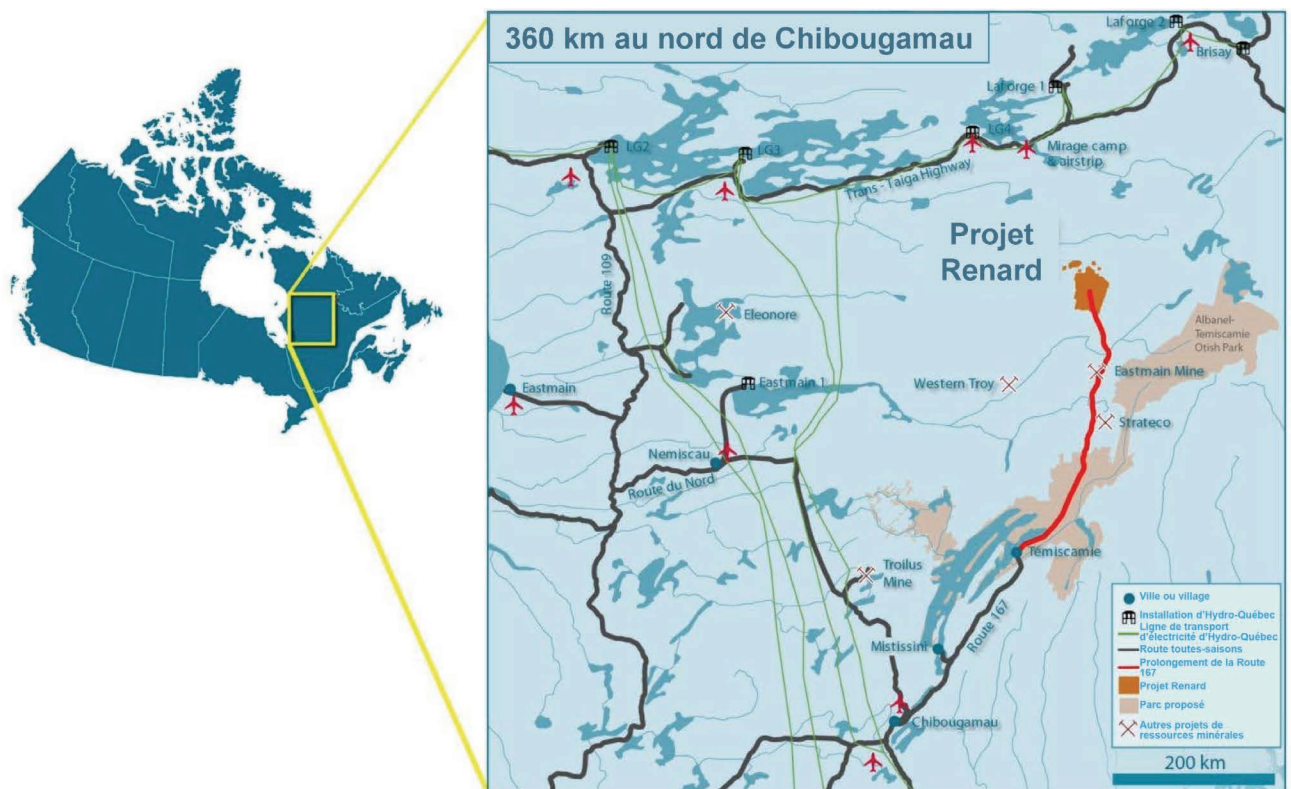 360 km au nord de Chibougamau
Laforge 2
Brisay
Laforge 1
LG2
LG3
LG4
Mirage camp
& airstrip
Trans - Taiga Highway
Projet
Renard
Route 109
Eleonore
Albanel-
Temiscamie
Otish Park
Eastmain
Eastmain 1
Western Troy
Eastmain Mine
Strateco
Nemiscau
Route du Nord
Troilus
Mine
Témiscamie
Mistissini
Route 167
Chibougamau
Ville ou village
Installation d'Hydro-Québec
Ligne de transport
d'électricité d'Hydro-Québec
Route toutes-saisons
Prolongement de la Route
167
Projet Renard
Parc proposé
Autres projets de
ressources minérales
200 km